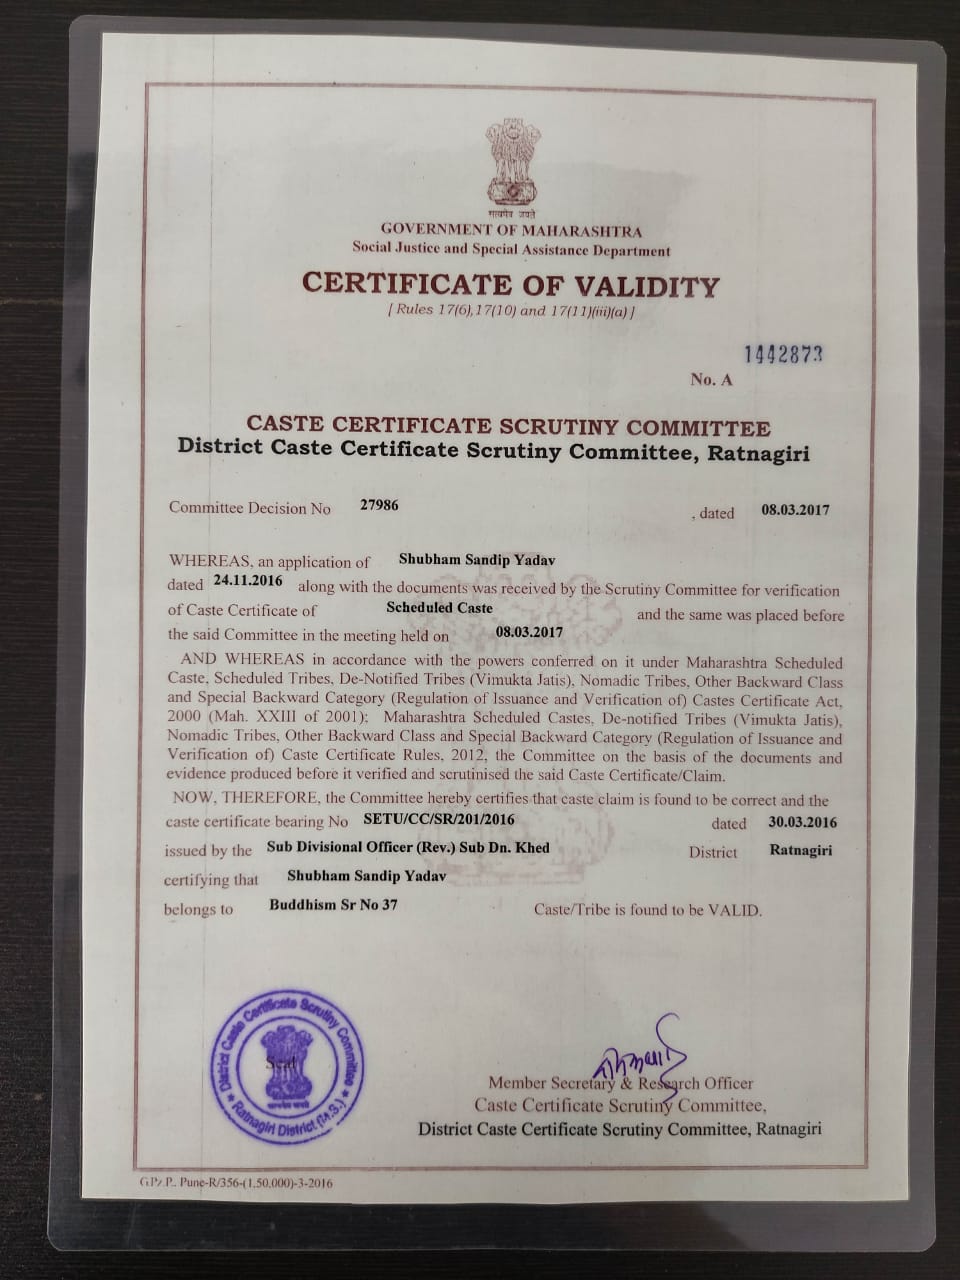 सत्यमेव जयते
GOVERNMENT OF MAHARASHTRA
Social Justice and Special Assistance Department
CERTIFICATE OF VALIDITY
[ Rules 17(6),17(10) and 17(11)(iii)(a) ]
1442873
No. A
CASTE CERTIFICATE SCRUTINY COMMITTEE
District Caste Certificate Scrutiny Committee, Ratnagiri
Committee Decision No 27986 , dated 08.03.2017
WHEREAS, an application of Shubham Sandip Yadav
dated 24.11.2016 along with the documents was received by the Scrutiny Committee for verification
of Caste Certificate of Scheduled Caste and the same was placed before
the said Committee in the meeting held on 08.03.2017
AND WHEREAS in accordance with the powers conferred on it under Maharashtra Scheduled
Caste, Scheduled Tribes, De-Notified Tribes (Vimukta Jatis), Nomadic Tribes, Other Backward Class
and Special Backward Category (Regulation of Issuance and Verification of) Castes Certificate Act,
2000 (Mah. XXIII of 2001); Maharashtra Scheduled Castes, De-notified Tribes (Vimukta Jatis),
Nomadic Tribes, Other Backward Class and Special Backward Category (Regulation of Issuance and
Verification of) Caste Certificate Rules, 2012, the Committee on the basis of the documents and
evidence produced before it verified and scrutinised the said Caste Certificate/Claim.
NOW, THEREFORE, the Committee hereby certifies that caste claim is found to be correct and the
caste certificate bearing No SETU/CC/SR/201/2016 dated 30.03.2016
issued by the Sub Divisional Officer (Rev.) Sub Dn. Khed District Ratnagiri
certifying that Shubham Sandip Yadav
belongs to Buddhism Sr No 37 Caste/Tribe is found to be VALID.
District Caste Certificate Scrutiny Committee
Seal
Ratnagiri District (M.S.)
Member Secretary & Research Officer
Caste Certificate Scrutiny Committee,
District Caste Certificate Scrutiny Committee, Ratnagiri
Pune-R/356-(1,50,000)-3-2016